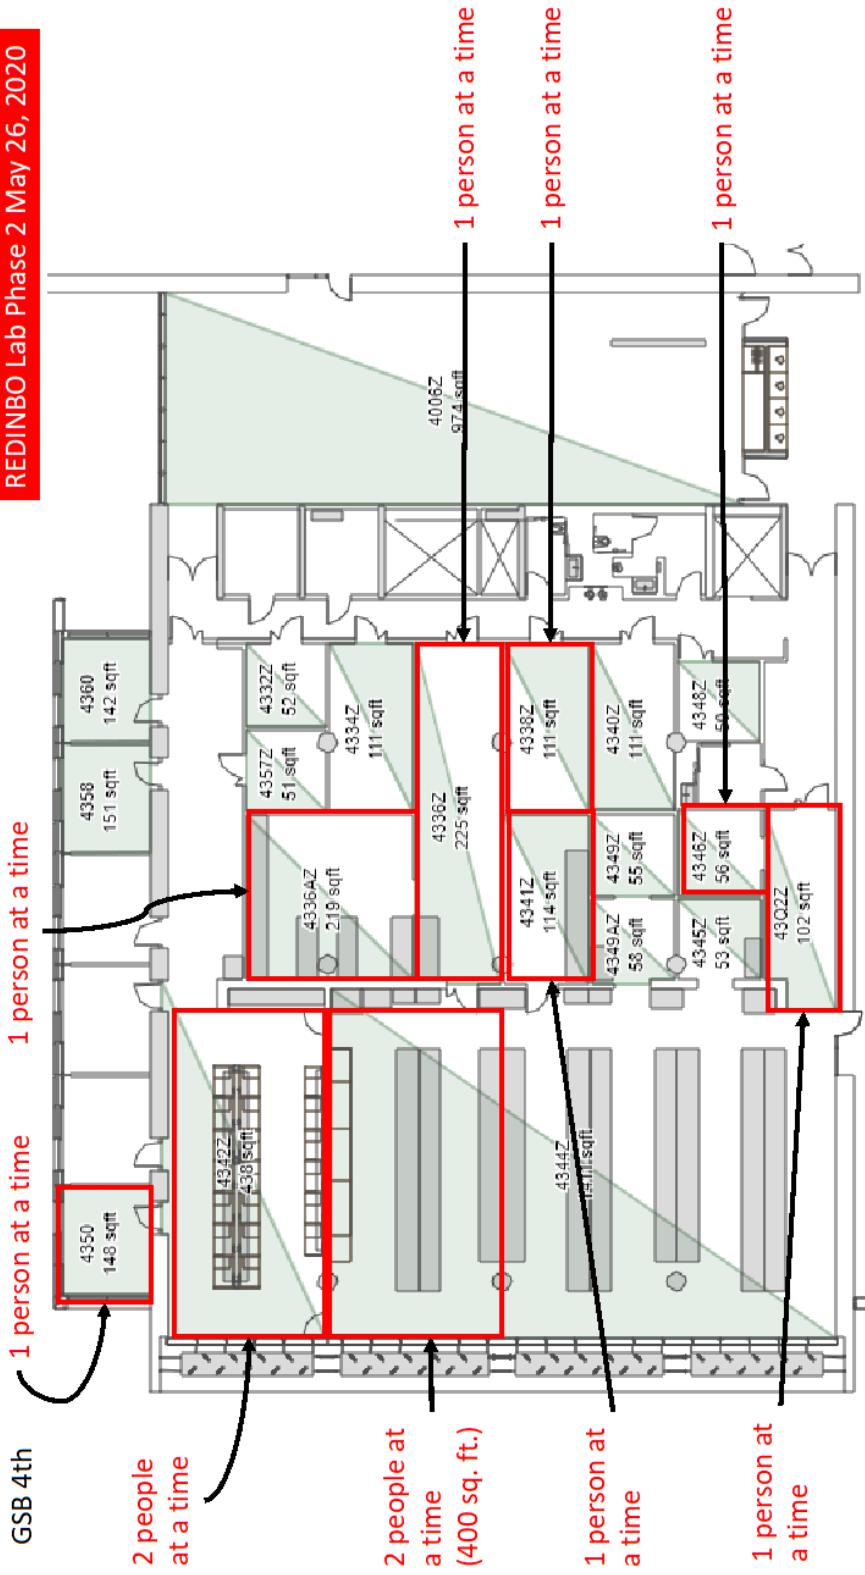 GSB 4th
REDINBO Lab Phase 2 May 26, 2020
1 person at a time
1 person at a time
4350
148 sqft
4358
151 sqft
4360
142 sqft
2 people
at a time
4342Z
438 sqft
4336AZ
219 sqft
4357Z
51 sqft
4332Z
52 sqft
4334Z
111 sqft
4006Z
974 sqft
1 person at a time
2 people at
a time
(400 sq. ft.)
4344Z
4336Z
225 sqft
1 person at a time
4341Z
114 sqft
4338Z
111 sqft
1 person at
a time
4349AZ
58 sqft
4349Z
55 sqft
4340Z
111 sqft
4345Z
53 sqft
4346Z
56 sqft
4348Z
sqft
1 person at a time
1 person at
a time
4302Z
102 sqft